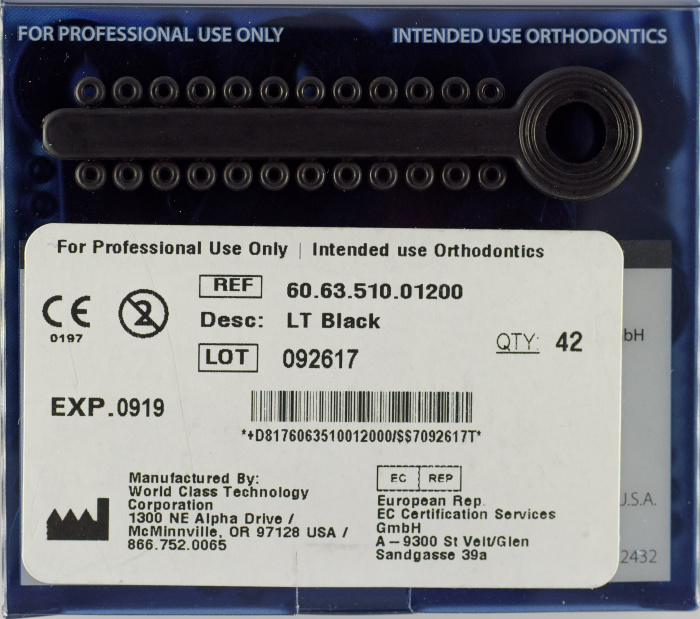 FOR PROFESSIONAL USE ONLY INTENDED USE ORTHODONTICS
For Professional Use Only | Intended use Orthodontics
CE
0197
2
REF 60.63.510.01200
Desc: LT Black
LOT 092617
QTY: 42
EXP.0919
*+D8176063510012000/$$7092617T*
Manufactured By:
World Class Technology
Corporation
1300 NE Alpha Drive /
McMinnville, OR 97128 USA /
866.752.0065
EC REP
European Rep.
EC Certification Services
GmbH
A-9300 St Veit/Glen
Sandgasse 39a
bH
U.S.A.
2432